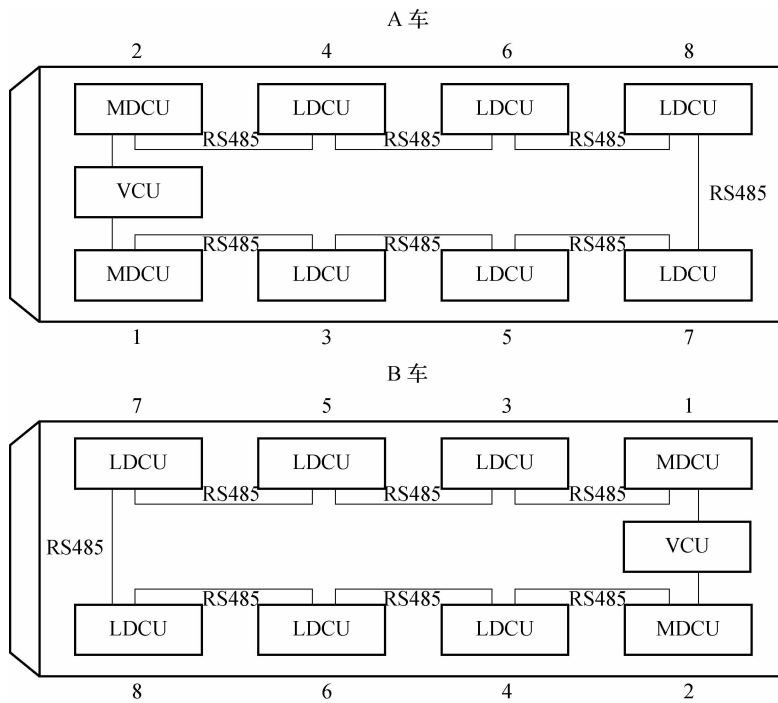 A 车
2 4 6 8
MDCU LDCU LDCU LDCU
RS485 RS485 RS485
VCU
RS485
RS485 RS485 RS485
MDCU LDCU LDCU LDCU
1 3 5 7
B 车
7 5 3 1
LDCU LDCU LDCU MDCU
RS485 RS485 RS485
VCU
RS485
RS485 RS485 RS485
LDCU LDCU LDCU MDCU
8 6 4 2